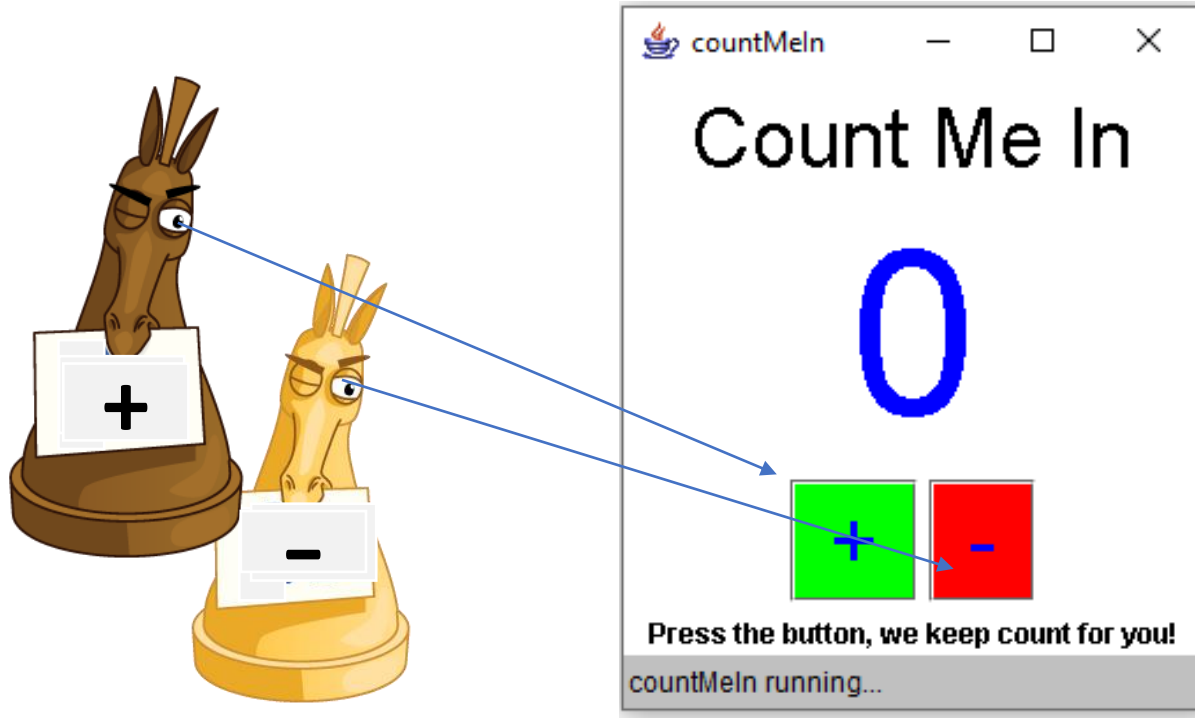 countMeIn
Count Me In
0
+
-
+ -
Press the button, we keep count for you!
countMeIn running...